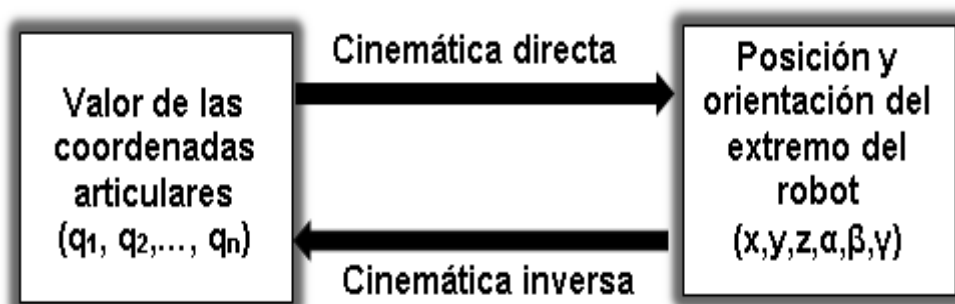 Valor de las
coordenadas
articulares
(q1, q2,..., qn)
Cinemática directa
Cinemática inversa
Posición y
orientación del
extremo del
robot
(x,y,z,α,β,γ)